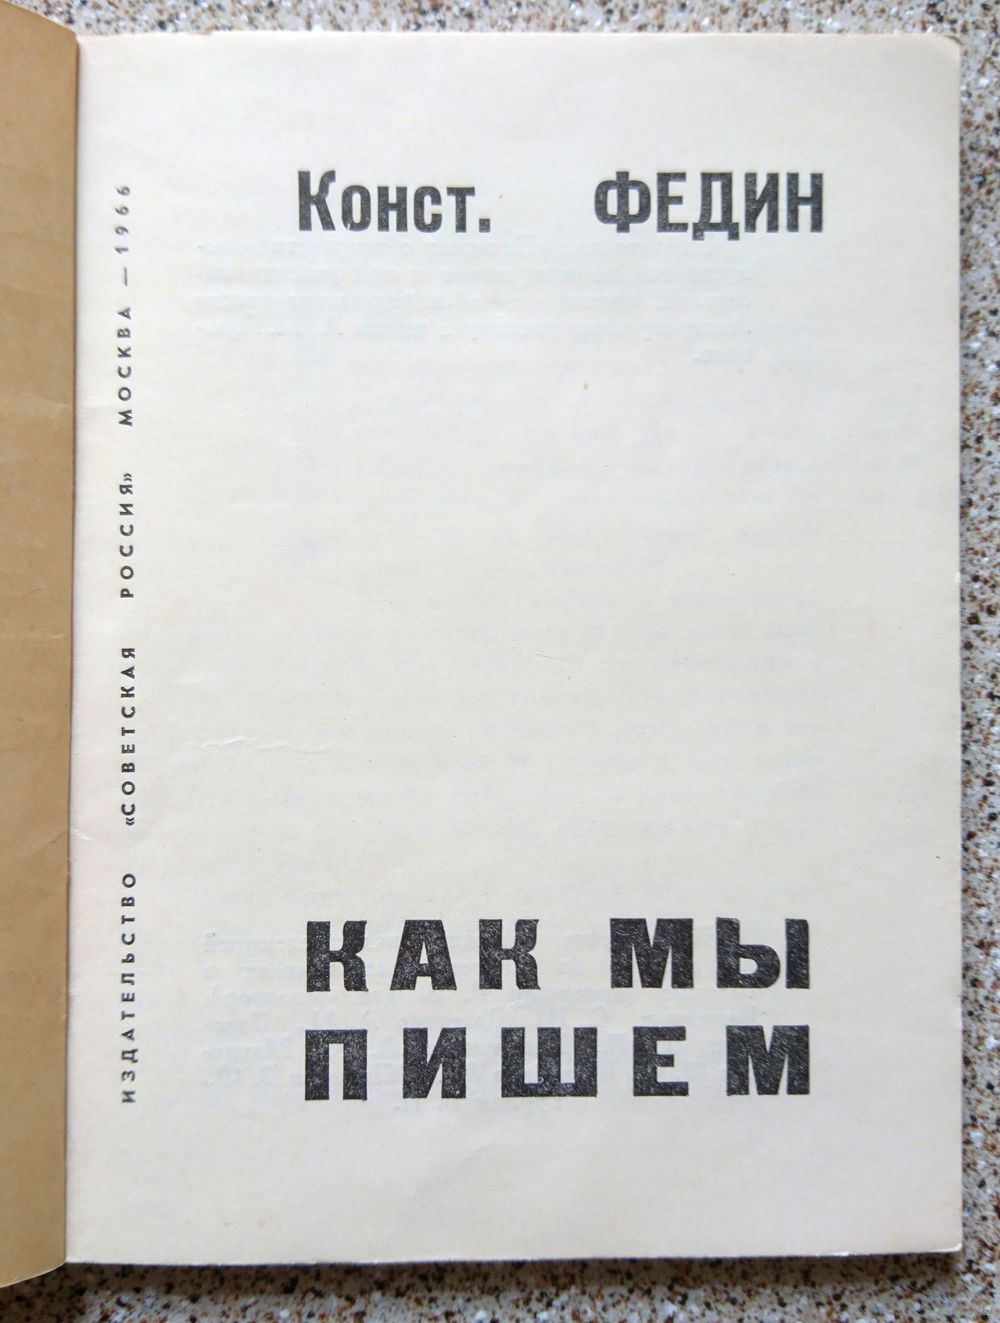 Конст. ФЕДИН
ИЗДАТЕЛЬСТВО «СОВЕТСКАЯ РОССИЯ» МОСКВА — 1966
КАК МЫ
ПИШЕМ